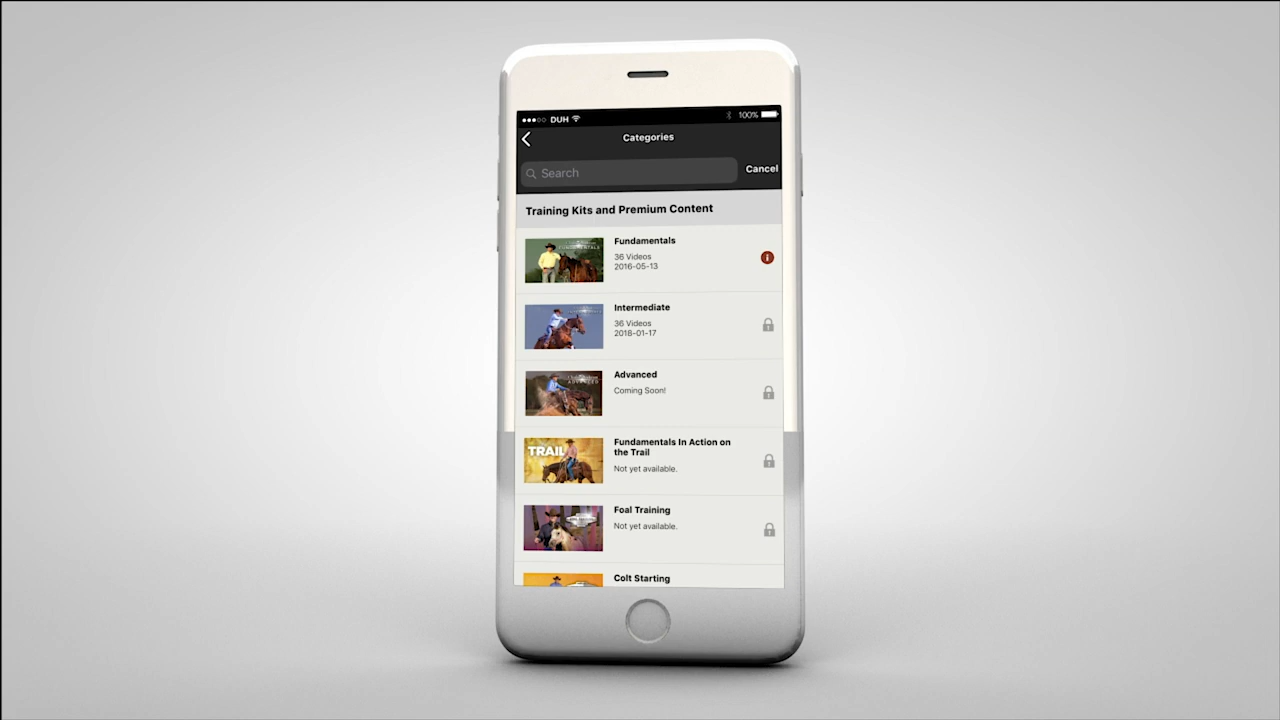 DUH
100%
Categories
Search
Cancel
Training Kits and Premium Content
Fundamentals
36 Videos
2016-05-13
Intermediate
36 Videos
2018-01-17
Advanced
Coming Soon!
TRAIL
Fundamentals In Action on
the Trail
Not yet available.
Foal Training
Not yet available.
Colt Starting